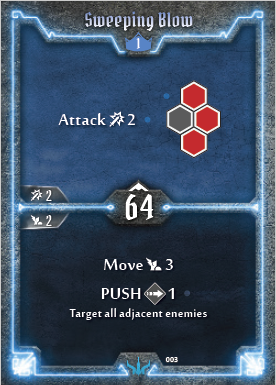 Sweeping Blow
1
Attack 2
2
2
64
Move 3
PUSH 1
Target all adjacent enemies
003